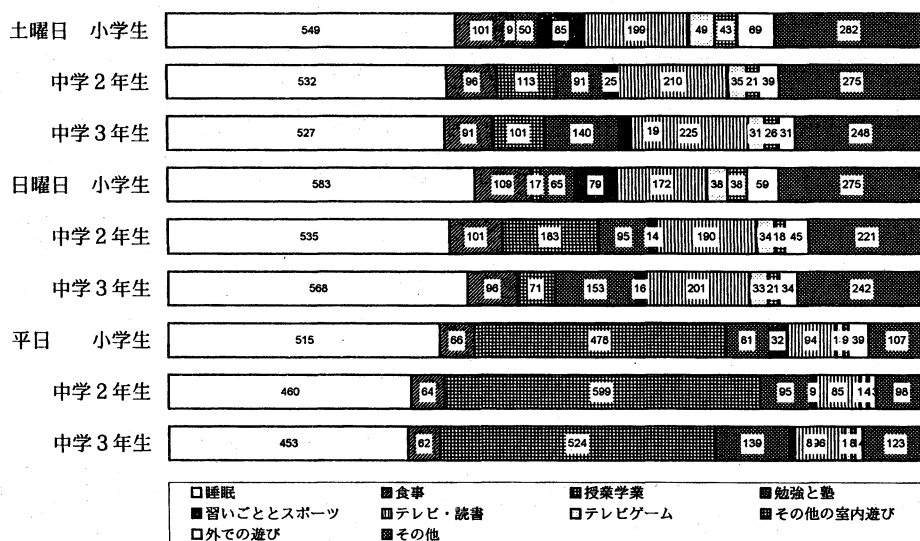 土曜日 小学生 549 101 9 50 85 199 49 43 69 282
中学2年生 532 96 113 91 25 210 35 21 39 275
中学3年生 527 91 101 140 19 225 31 26 31 248
日曜日 小学生 583 109 17 65 79 172 38 38 59 275
中学2年生 535 101 183 95 14 190 34 18 45 221
中学3年生 568 96 71 153 16 201 33 21 34 242
平日 小学生 515 66 478 81 32 94 9 39 107
中学2年生 460 64 599 95 9 85 98
中学3年生 453 62 524 139 123
睡眠 食事 授業学業 勉強と塾
習いごととスポーツ テレビ・読書 テレビゲーム その他の室内遊び
外での遊び その他